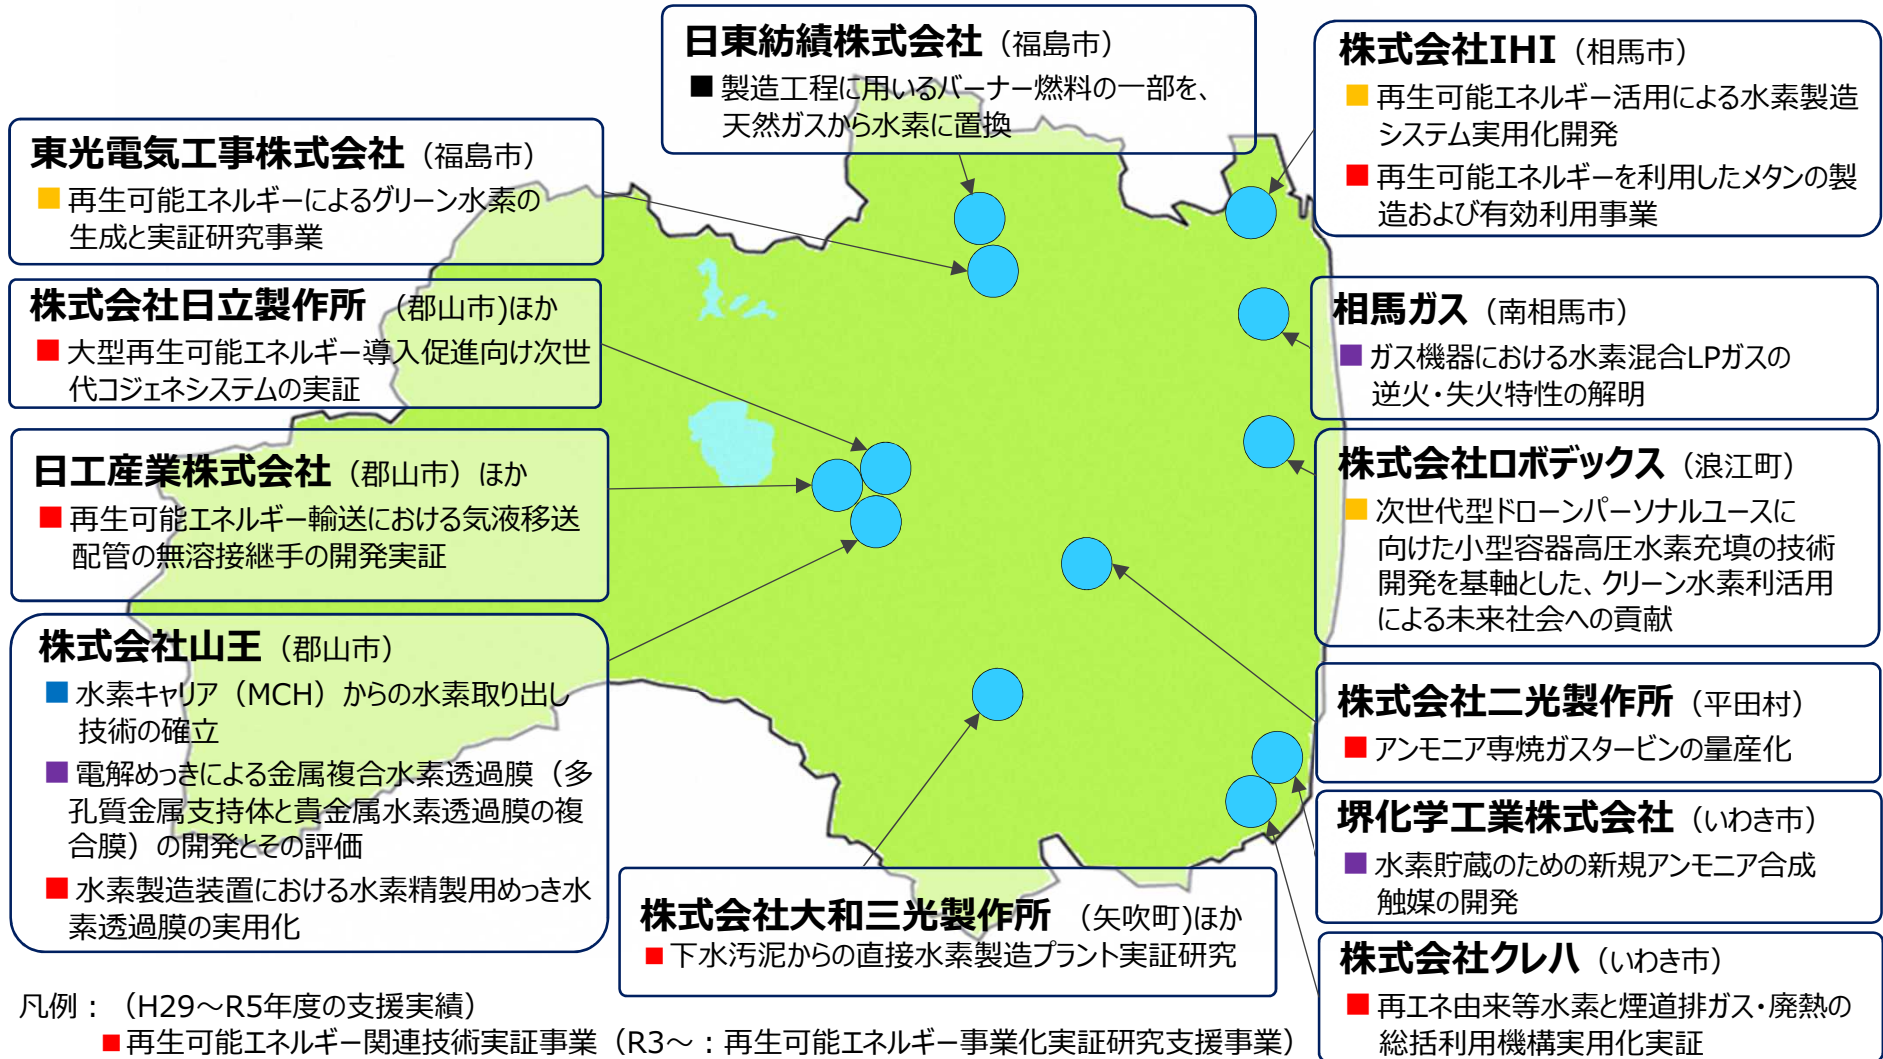 日東紡績株式会社（福島市）
■ 製造工程に用いるバーナー燃料の一部を、
天然ガスから水素に置換
株式会社IHI（相馬市）
■ 再生可能エネルギー活用による水素製造
システム実用化開発
■ 再生可能エネルギーを利用したメタンの製
造および有効利用事業
東光電気工事株式会社（福島市）
■ 再生可能エネルギーによるグリーン水素の
生成と実証研究事業
株式会社日立製作所（郡山市)ほか
■ 大型再生可能エネルギー導入促進向け次世
代コジェネシステムの実証
相馬ガス（南相馬市）
■ ガス機器における水素混合LPガスの
逆火・失火特性の解明
日工産業株式会社（郡山市）ほか
■ 再生可能エネルギー輸送における気液移送
配管の無溶接継手の開発実証
株式会社ロボデックス（浪江町）
■ 次世代型ドローンパーソナルユースに
向けた小型容器高圧水素充填の技術
開発を基軸とした、クリーン水素利活用
による未来社会への貢献
株式会社山王（郡山市）
■ 水素キャリア（MCH）からの水素取り出し
技術の確立
■ 電解めっきによる金属複合水素透過膜（多
孔質金属支持体と貴金属水素透過膜の複
合膜）の開発とその評価
■ 水素製造装置における水素精製用めっき水
素透過膜の実用化
株式会社二光製作所（平田村）
■ アンモニア専焼ガスタービンの量産化
堺化学工業株式会社（いわき市）
■ 水素貯蔵のための新規アンモニア合成
触媒の開発
株式会社大和三光製作所（矢吹町)ほか
■ 下水汚泥からの直接水素製造プラント実証研究
株式会社クレハ（いわき市）
■ 再エネ由来等水素と煙道排ガス・廃熱の
総括利用機構実用化実証
凡例：（H29～R5年度の支援実績）
■ 再生可能エネルギー関連技術実証事業（R3～：再生可能エネルギー事業化実証研究支援事業）